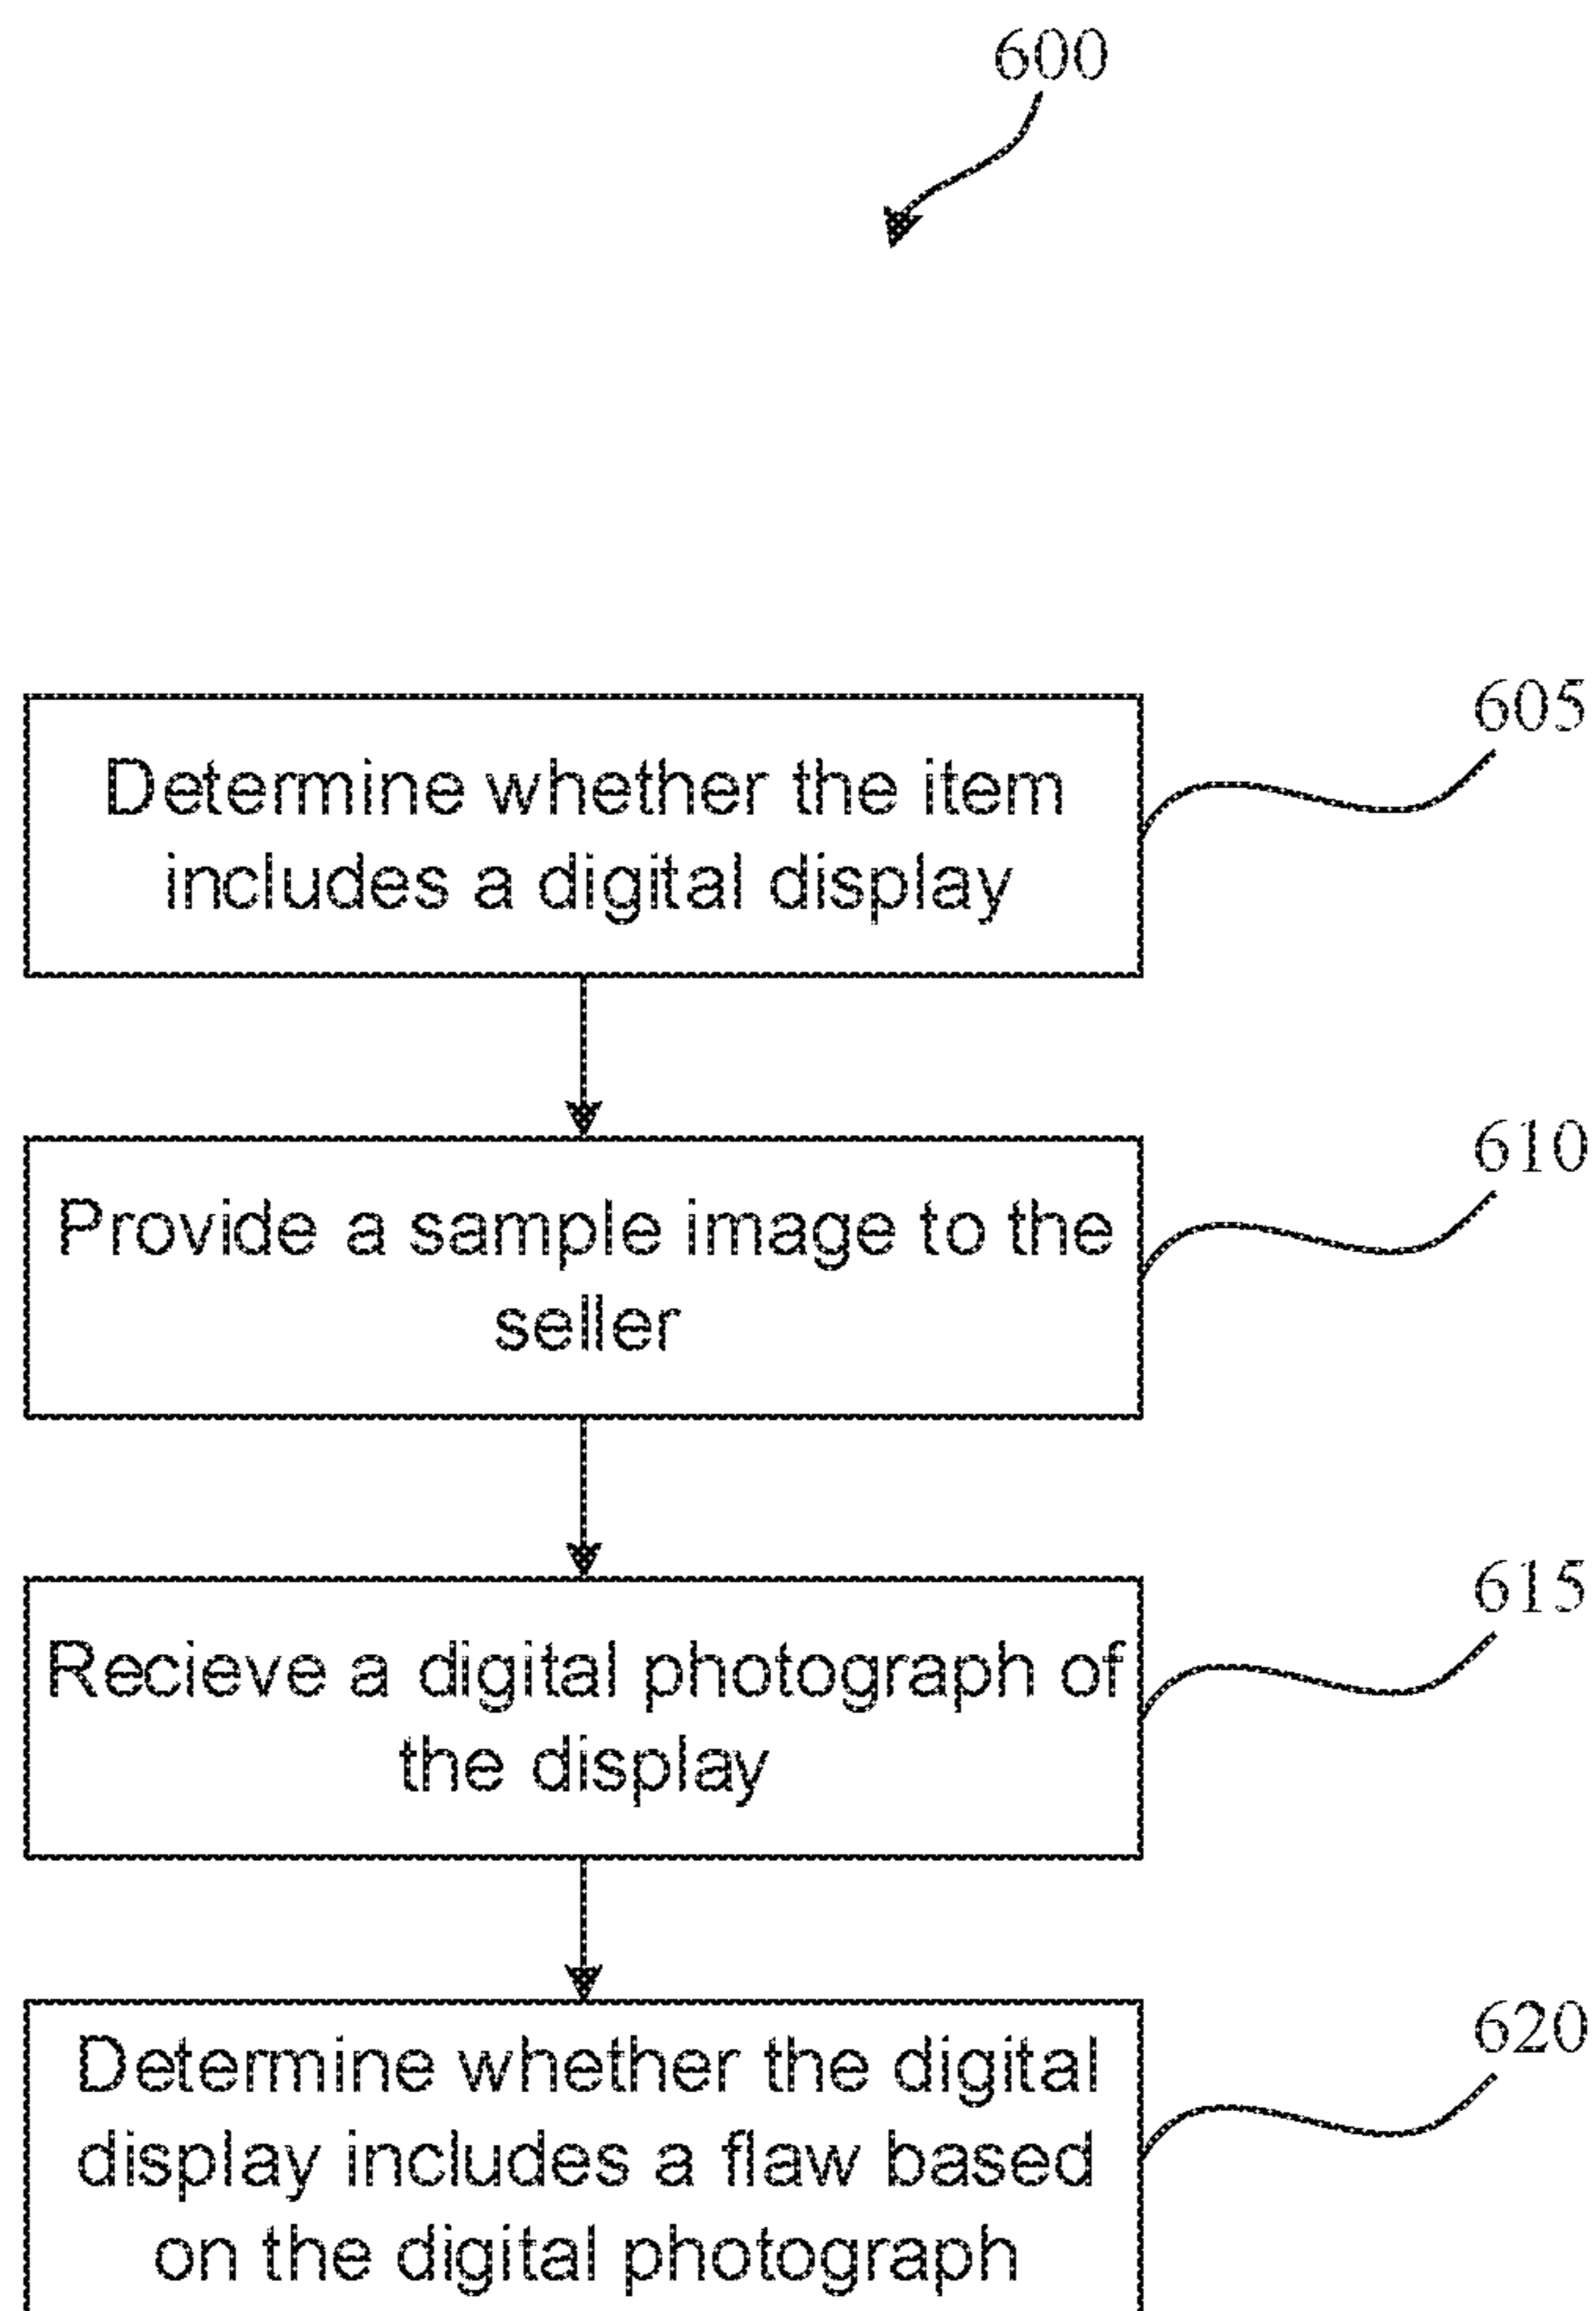 600
605
Determine whether the item
includes a digital display
610
Provide a sample image to the
seller
615
Recieve a digital photograph of
the display
620
Determine whether the digital
display includes a flaw based
on the digital photograph